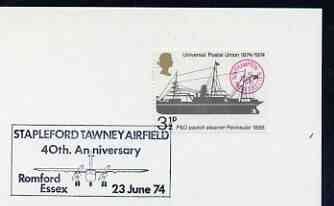 Universal Postal Union 1874-1974
3½P
P&O packet steamer Peninsular 1888
STAPLEFORD TAWNEY AIRFIELD
40th. Anniversary
Romford
Essex
23 June 74